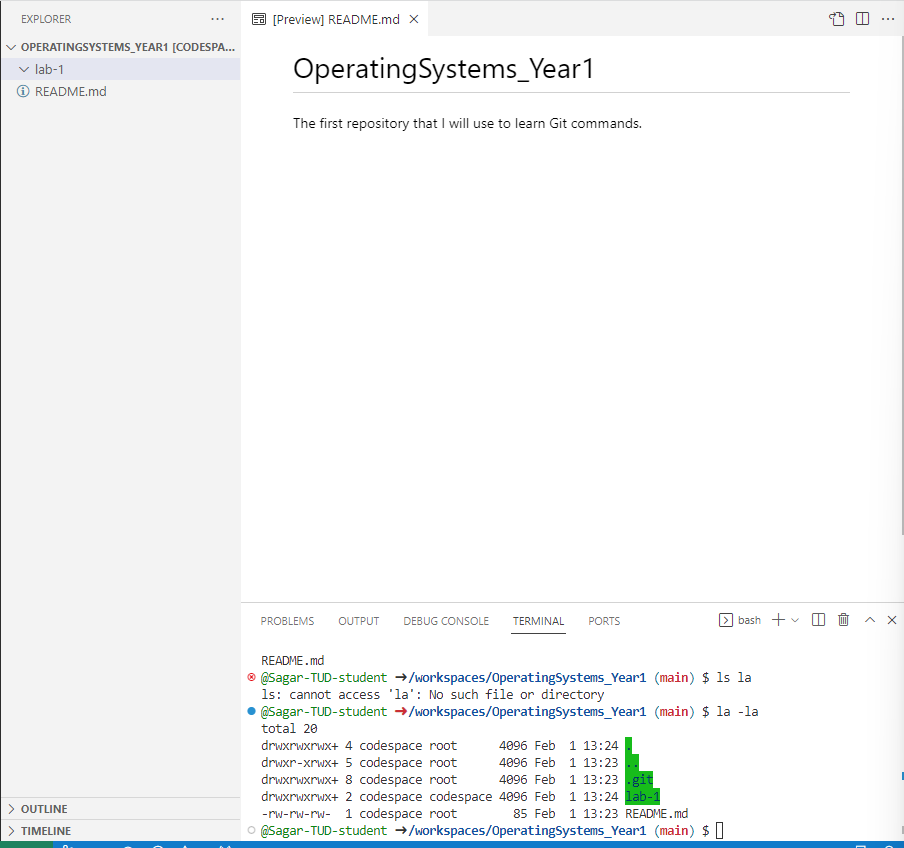 EXPLORER
OPERATINGSYSTEMS_YEAR1 [CODESPA...
lab-1
README.md
OUTLINE
TIMELINE
[Preview] README.md
OperatingSystems_Year1
The first repository that I will use to learn Git commands.
PROBLEMS OUTPUT DEBUG CONSOLE TERMINAL PORTS bash
README.md
@Sagar-TUD-student ➜/workspaces/OperatingSystems_Year1 (main) $ ls la
ls: cannot access 'la': No such file or directory
@Sagar-TUD-student ➜/workspaces/OperatingSystems_Year1 (main) $ la -la
total 20
drwxrwxrwx+ 4 codespace root      4096 Feb  1 13:24 .
drwxr-xrwx+ 5 codespace root      4096 Feb  1 13:23 ..
drwxrwxrwx+ 8 codespace root      4096 Feb  1 13:23 .git
drwxrwxrwx+ 2 codespace codespace 4096 Feb  1 13:24 lab-1
-rw-rw-rw-  1 codespace root        85 Feb  1 13:23 README.md
@Sagar-TUD-student ➜/workspaces/OperatingSystems_Year1 (main) $